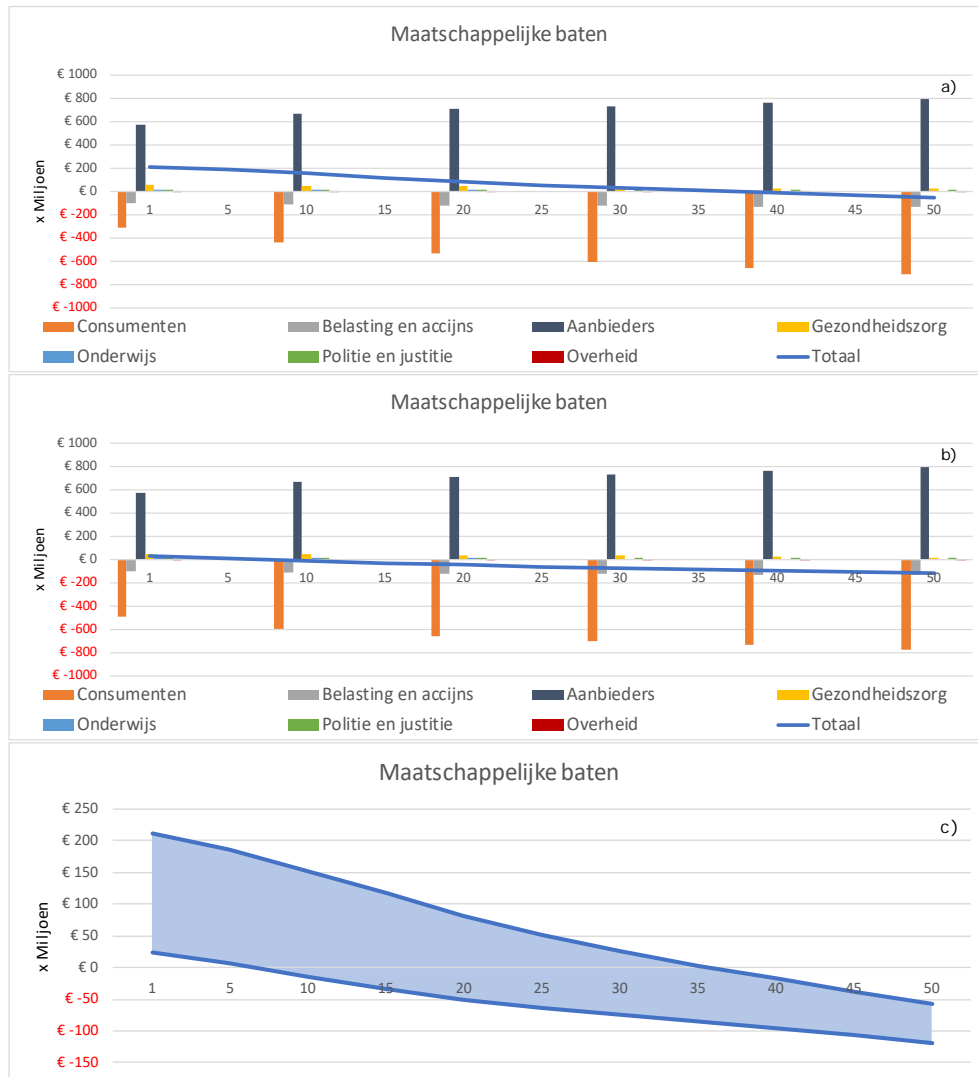 Maatschappelijke baten
a)
x Miljoen
€ 1000
€ 800
€ 600
€ 400
€ 200
€ 0
€ -200
€ -400
€ -600
€ -800
€ -1000
1 5 10 15 20 25 30 35 40 45 50
Consumenten Belasting en accijns Aanbieders Gezondheidszorg
Onderwijs Politie en justitie Overheid Totaal
Maatschappelijke baten
b)
x Miljoen
€ 1000
€ 800
€ 600
€ 400
€ 200
€ 0
€ -200
€ -400
€ -600
€ -800
€ -1000
1 5 10 15 20 25 30 35 40 45 50
Consumenten Belasting en accijns Aanbieders Gezondheidszorg
Onderwijs Politie en justitie Overheid Totaal
Maatschappelijke baten
c)
x Miljoen
€ 250
€ 200
€ 150
€ 100
€ 50
€ 0
€ -50
€ -100
€ -150
1 5 10 15 20 25 30 35 40 45 50